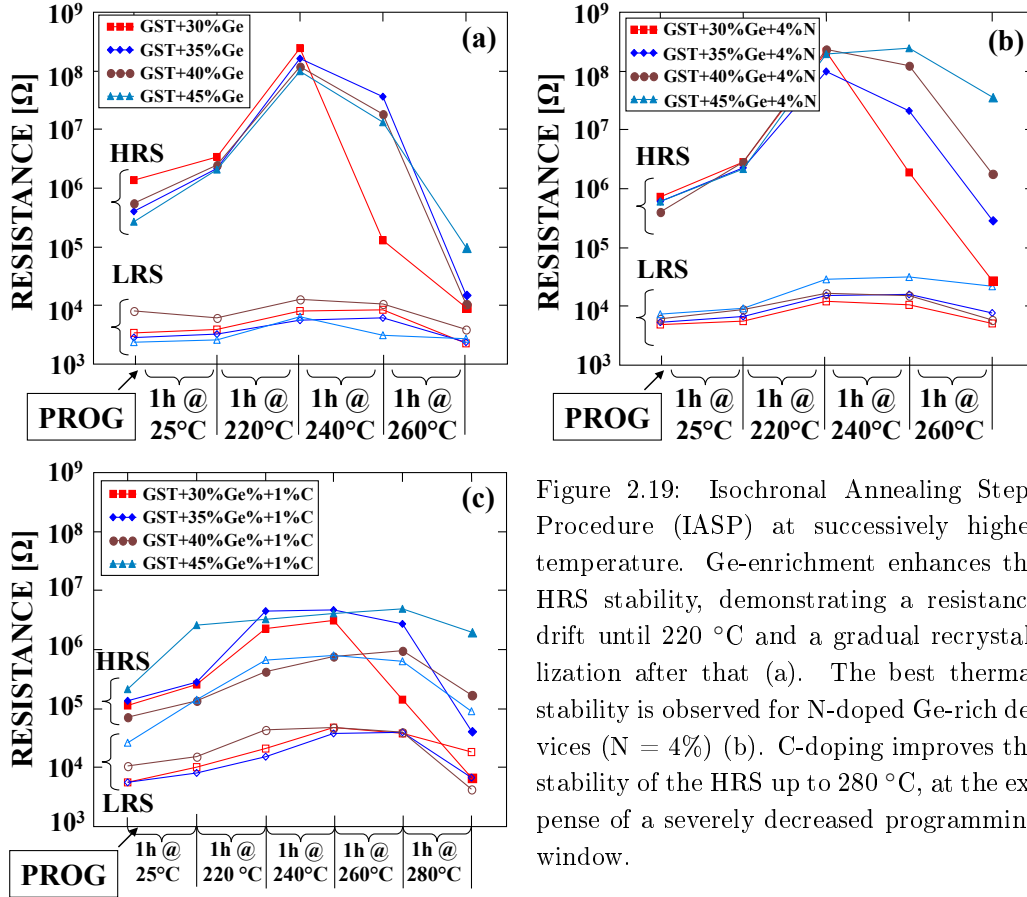 10⁹
10⁸
10⁷
10⁶
10⁵
10⁴
10³
RESISTANCE [Ω]
GST+30%Ge
GST+35%Ge
GST+40%Ge
GST+45%Ge
(a)
HRS
LRS
PROG
1h @ 25°C
1h @ 220°C
1h @ 240°C
1h @ 260°C
10⁹
10⁸
10⁷
10⁶
10⁵
10⁴
10³
RESISTANCE [Ω]
GST+30%Ge+4%N
GST+35%Ge+4%N
GST+40%Ge+4%N
GST+45%Ge+4%N
(b)
HRS
LRS
PROG
1h @ 25°C
1h @ 220°C
1h @ 240°C
1h @ 260°C
10⁹
10⁸
10⁷
10⁶
10⁵
10⁴
10³
RESISTANCE [Ω]
GST+30%Ge%+1%C
GST+35%Ge%+1%C
GST+40%Ge%+1%C
GST+45%Ge%+1%C
(c)
HRS
LRS
PROG
1h @ 25°C
1h @ 220 °C
1h @ 240°C
1h @ 260°C
1h @ 280°C
Figure 2.19: Isochronal Annealing Step
Procedure (IASP) at successively highe
temperature. Ge-enrichment enhances th
HRS stability, demonstrating a resistanc
drift until 220 °C and a gradual recrystal
lization after that (a). The best therma
stability is observed for N-doped Ge-rich de
vices (N = 4%) (b). C-doping improves th
stability of the HRS up to 280 °C, at the ex
pense of a severely decreased programmin
window.